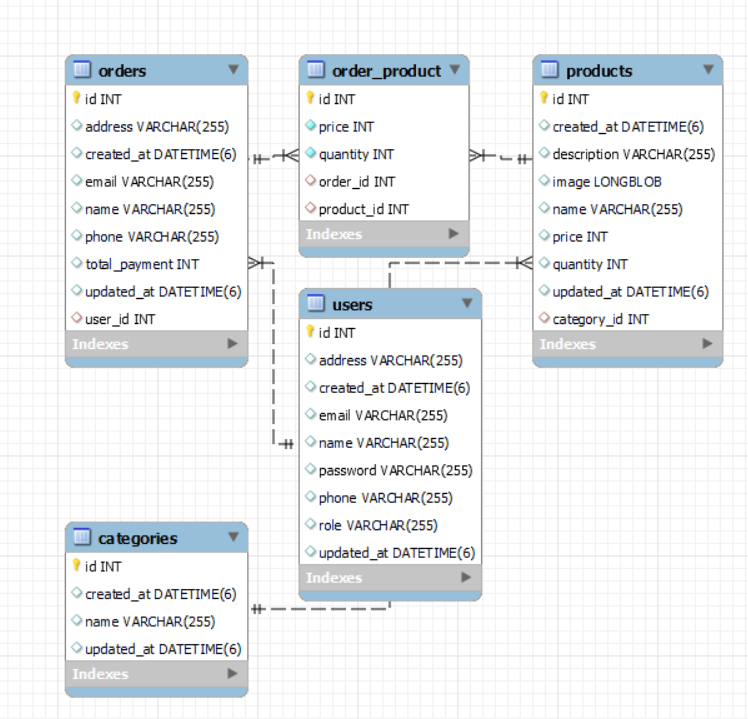 orders
id INT
address VARCHAR(255)
created_at DATETIME(6)
email VARCHAR(255)
name VARCHAR(255)
phone VARCHAR(255)
total_payment INT
updated_at DATETIME(6)
user_id INT
Indexes
order_product
id INT
price INT
quantity INT
order_id INT
product_id INT
Indexes
products
id INT
created_at DATETIME(6)
description VARCHAR(255)
image LONGBLOB
name VARCHAR(255)
price INT
quantity INT
updated_at DATETIME(6)
category_id INT
Indexes
users
id INT
address VARCHAR(255)
created_at DATETIME(6)
email VARCHAR(255)
name VARCHAR(255)
password VARCHAR(255)
phone VARCHAR(255)
role VARCHAR(255)
updated_at DATETIME(6)
Indexes
categories
id INT
created_at DATETIME(6)
name VARCHAR(255)
updated_at DATETIME(6)
Indexes